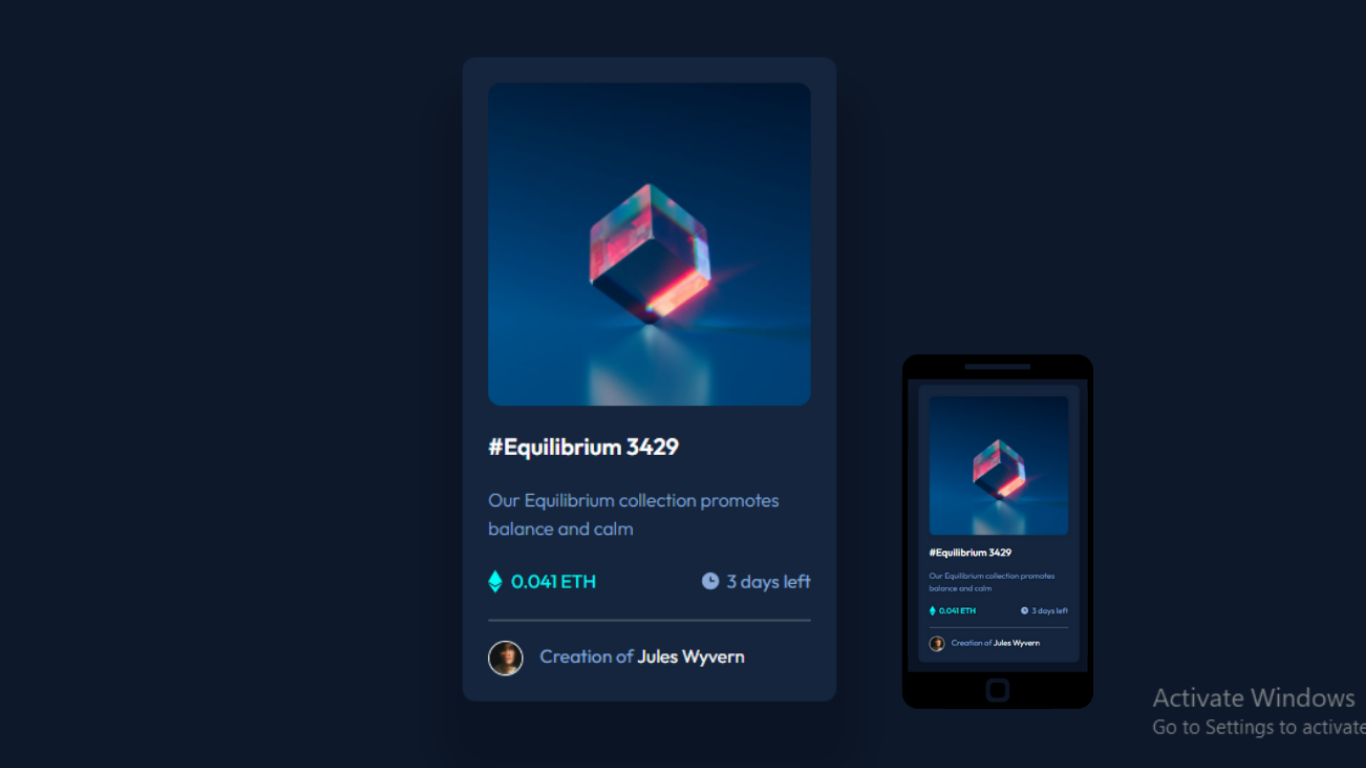 #Equilibrium 3429
Our Equilibrium collection promotes
balance and calm
0.041 ETH
3 days left
Creation of Jules Wyvern
#Equilibrium 3429
Our Equilibrium collection promotes
balance and calm
0.041 ETH
3 days left
Creation of Jules Wyvern
Activate Windows
Go to Settings to activate